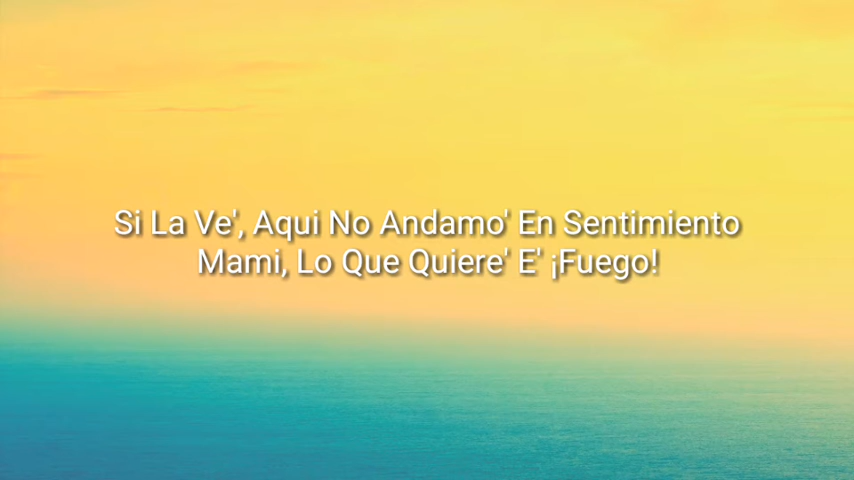 Si La Ve', Aqui No Andamo' En Sentimiento
Mami, Lo Que Quiere' E' ¡Fuego!